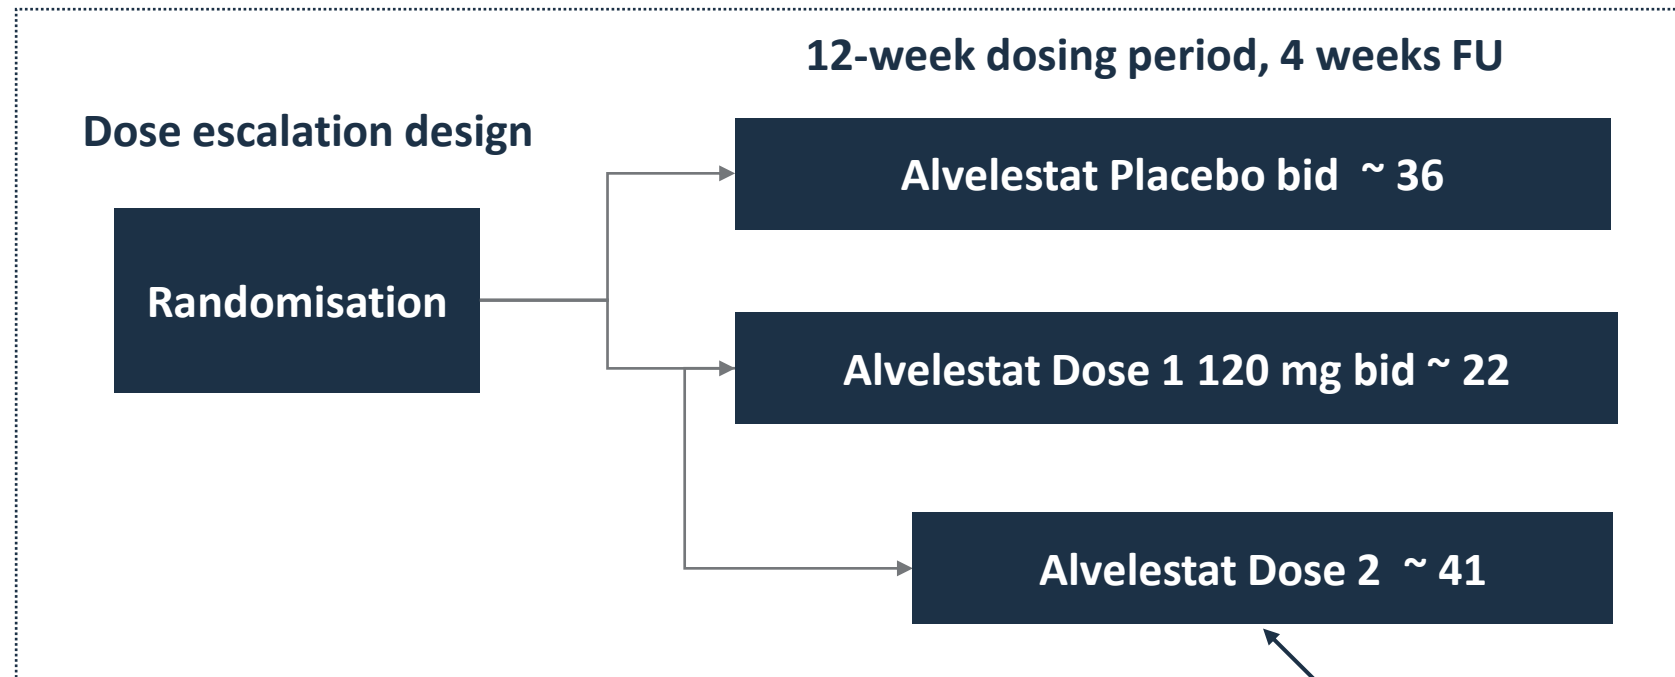 12-week dosing period, 4 weeks FU
Dose escalation design
Alvelestat Placebo bid ~ 36
Randomisation
Alvelestat Dose 1 120 mg bid ~ 22
Alvelestat Dose 2 ~ 41